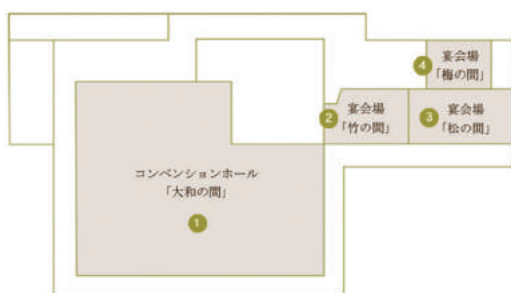 4
宴会場
「梅の間」
2
宴会場
「竹の間」
3
宴会場
「松の間」
コンベンションホール
「大和の間」
1